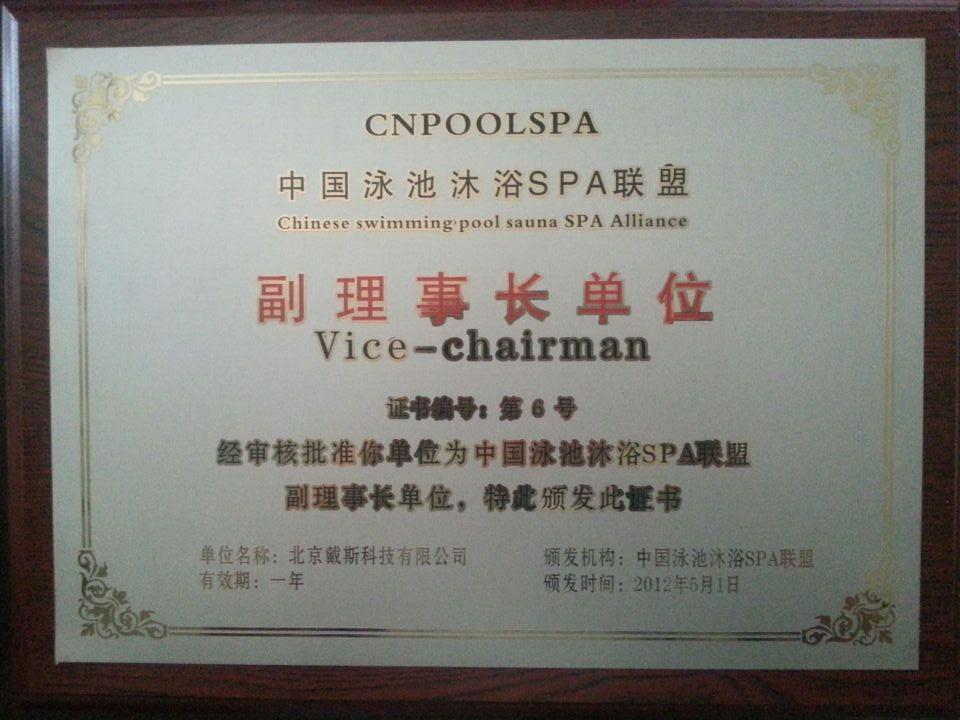 CNPOOLSPA
中国泳池沐浴SPA联盟
Chinese swimming pool sauna SPA Alliance
副理事长单位
Vice-chairman
证书编号：第 6 号
经审核批准你单位为中国泳池沐浴SPA联盟
副理事长单位，特此颁发此证书
单位名称：北京戴斯科技有限公司
有效期：一年
颁发机构：中国泳池沐浴SPA联盟
颁发时间：2012年5月1日